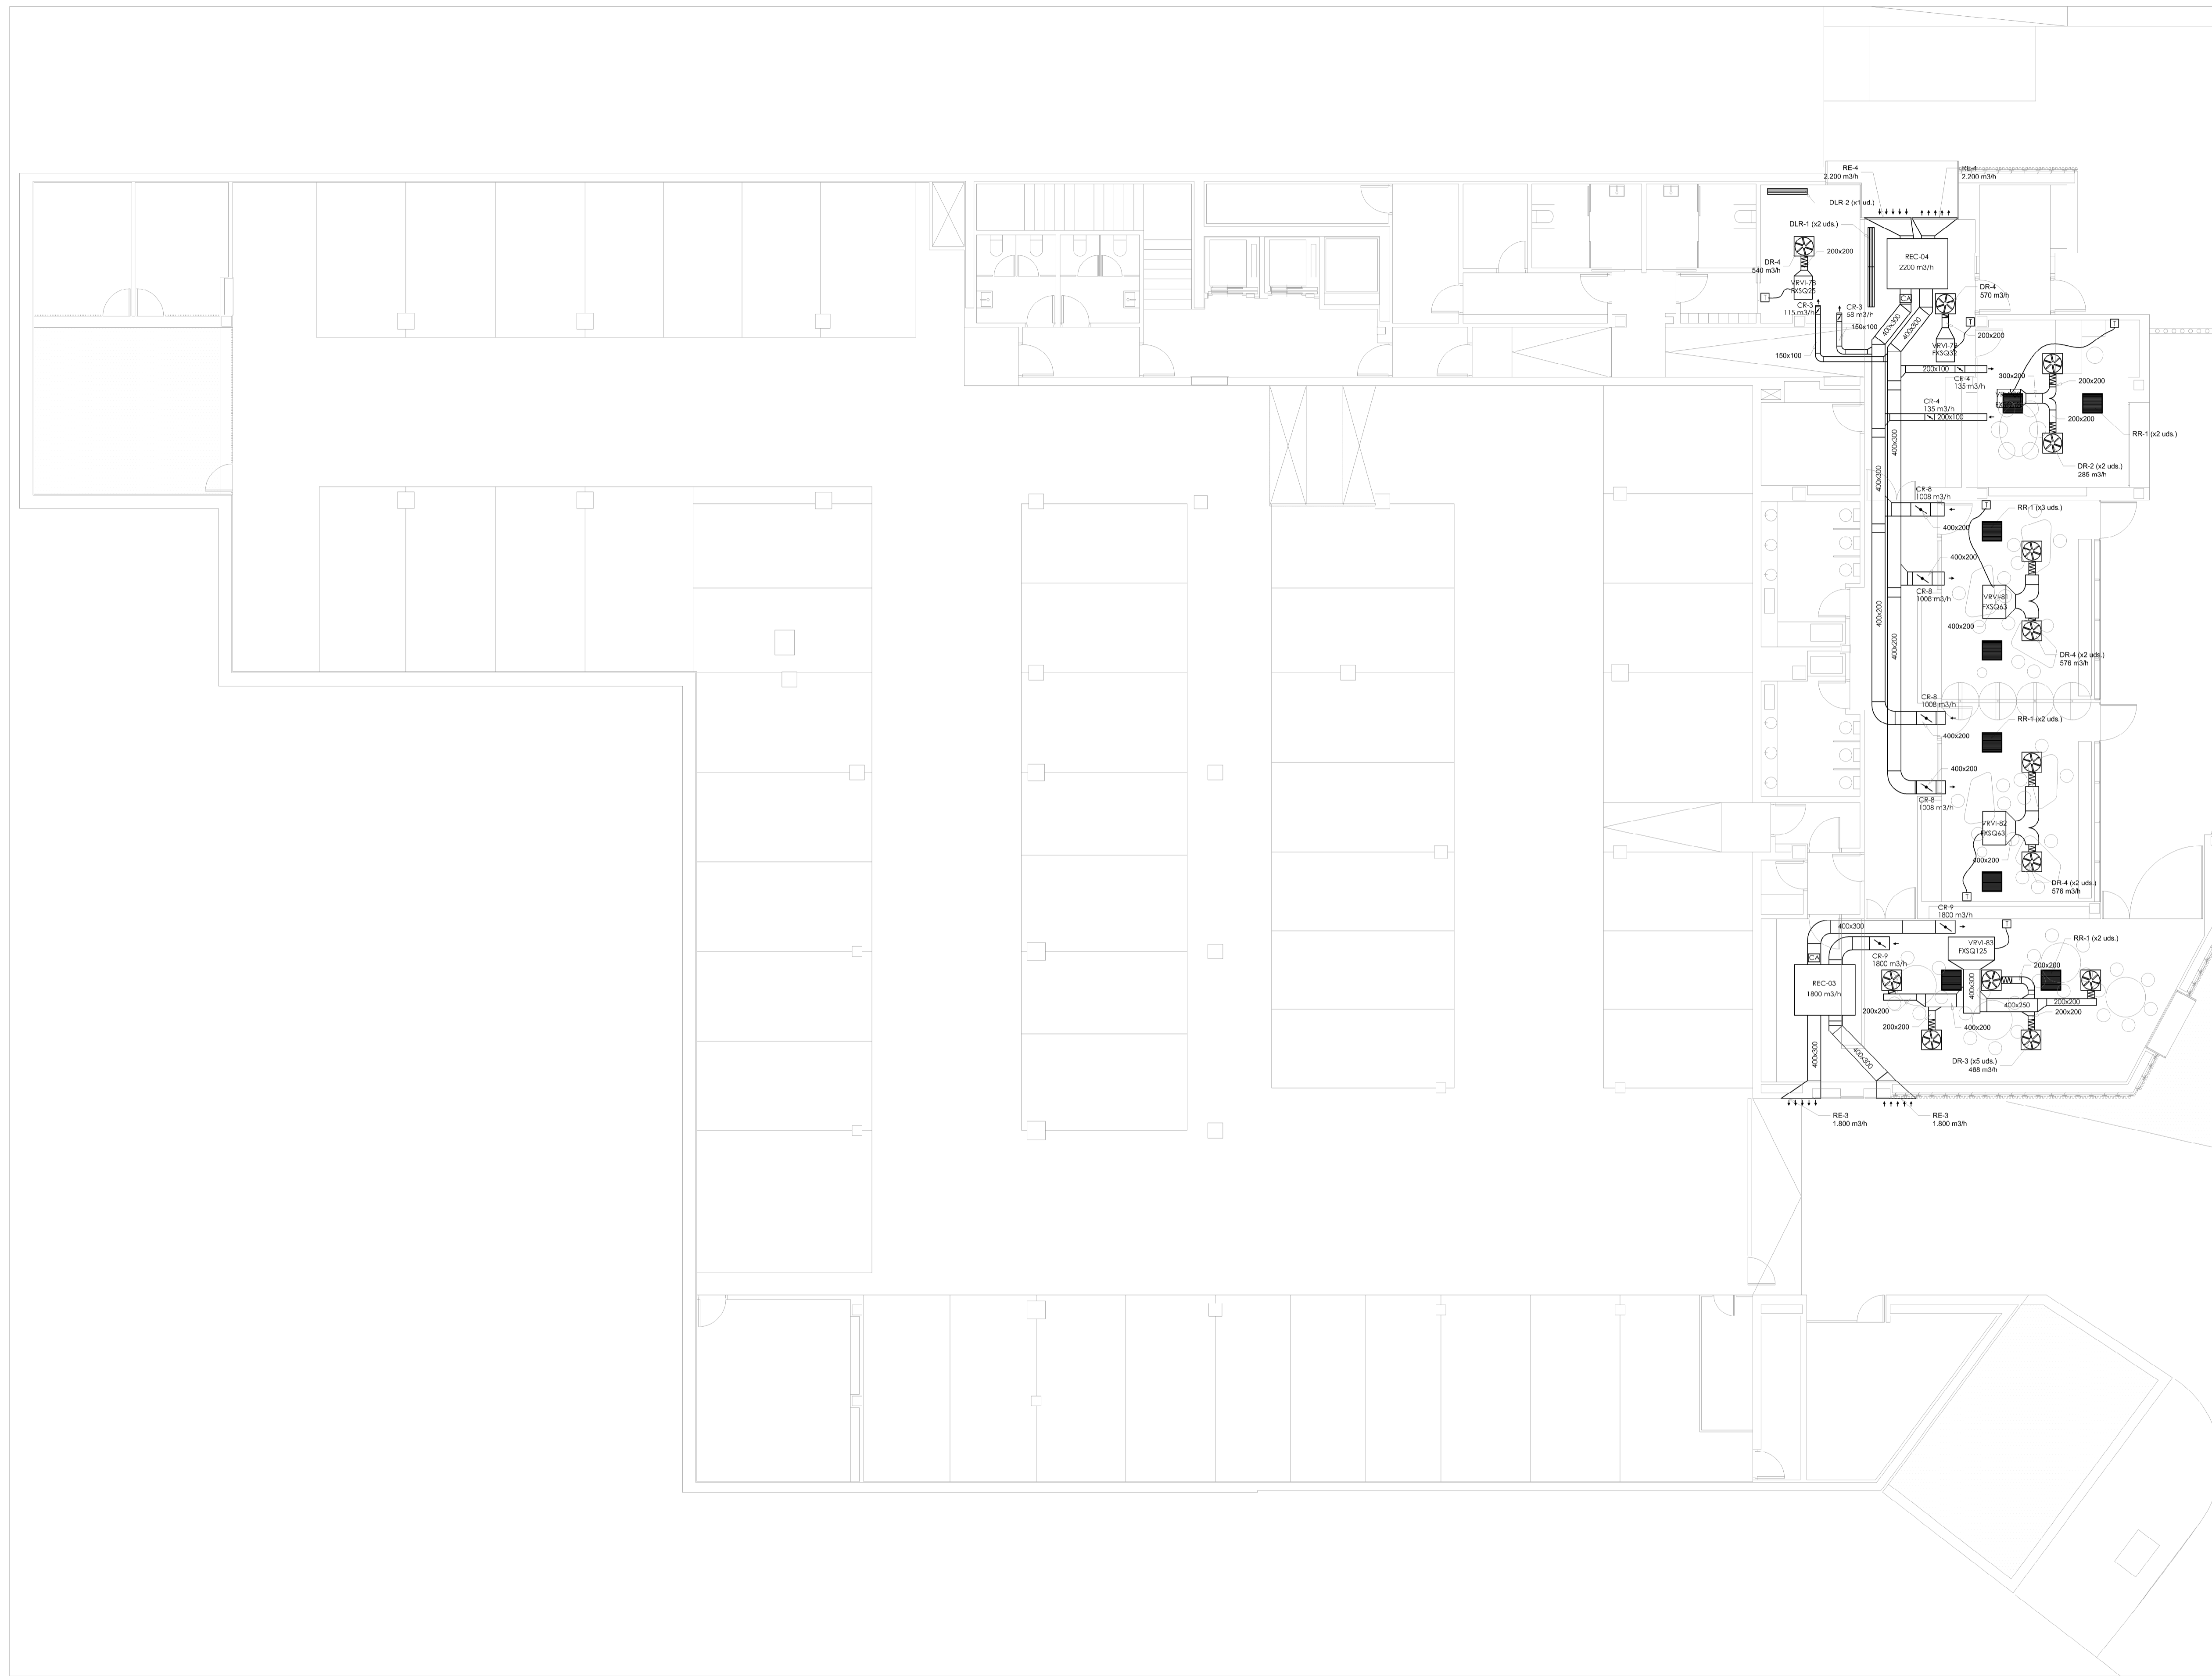 RE-4
2.200 m3/h
RE-4
2.200 m3/h
DLR-2 (x1 ud.)
DLR-1 (x2 uds.)
200x200
DR-4
540 m3/h
REC-04
2200 m3/h
VRVI-78
FXSQ25
T
CR-3
115 m3/h
CR-3
58 m3/h
CA
DR-4
570 m3/h
150x100
150x100
400x300
400x300
T
200x200
VRVI-79
FXSQ32
T
200x100
CR-4
135 m3/h
300x200
200x200
CR-4
135 m3/h
200x100
200x200
RR-1 (x2 uds.)
DR-2 (x2 uds.)
285 m3/h
400x300
400x300
CR-8
1008 m3/h
T
RR-1 (x3 uds.)
400x200
400x200
CR-8
1008 m3/h
VRVI-81
FXSQ63
400x200
400x200
400x200
DR-4 (x2 uds.)
576 m3/h
CR-8
1008 m3/h
RR-1 (x2 uds.)
400x200
400x200
CR-8
1008 m3/h
VRVI-82
FXSQ63
400x200
DR-4 (x2 uds.)
576 m3/h
T
CR-9
1800 m3/h
400x300
T
VRVI-83
FXSQ125
RR-1 (x2 uds.)
CA
CR-9
1800 m3/h
200x200
REC-03
1800 m3/h
400x300
400x250
200x200
200x200
200x200
200x200
400x200
400x300
400x300
DR-3 (x5 uds.)
468 m3/h
RE-3
1.800 m3/h
RE-3
1.800 m3/h